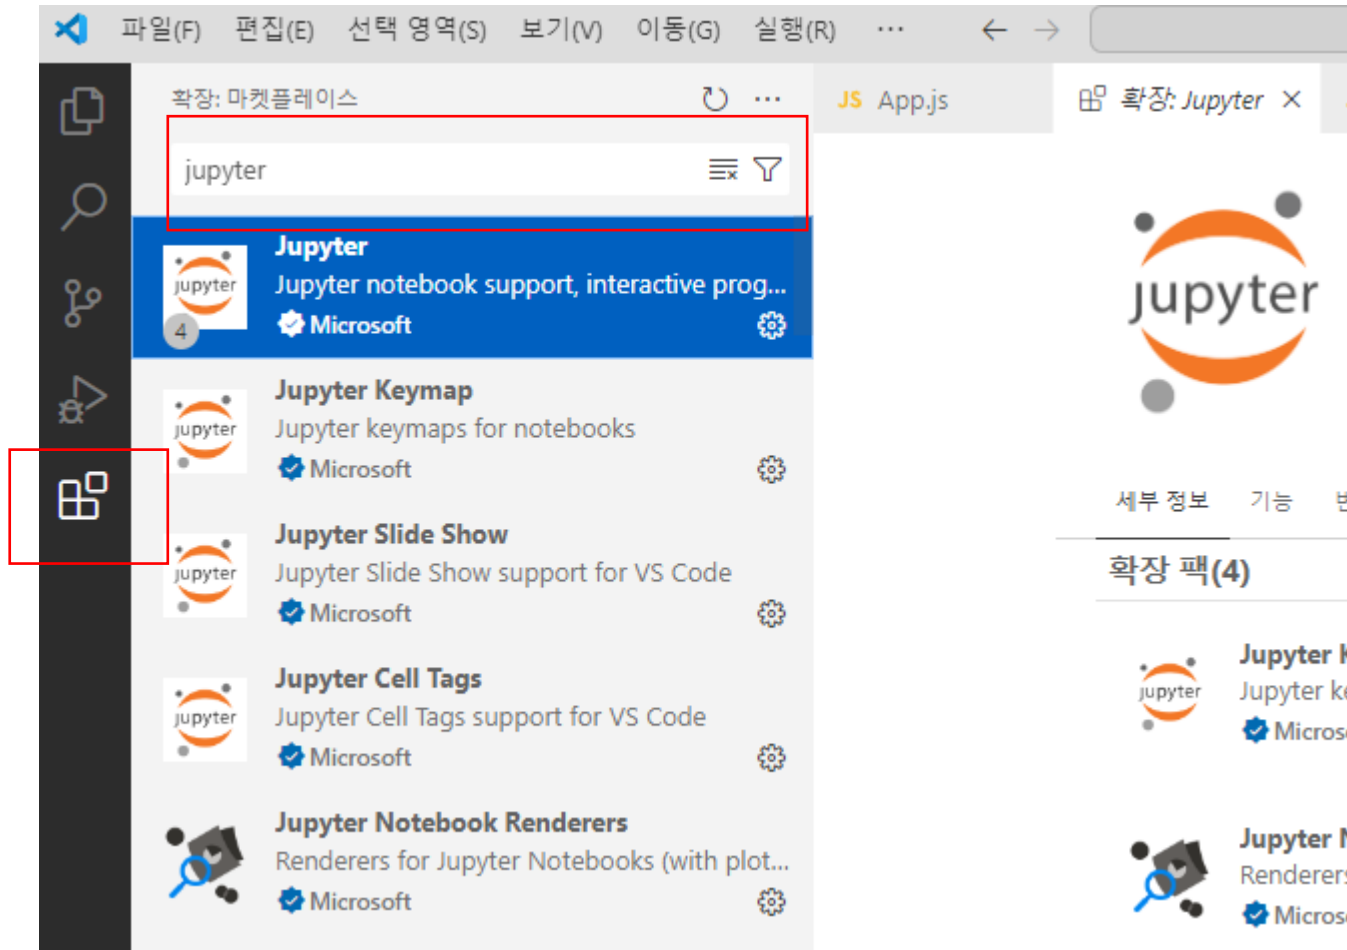 파일(F) 편집(E) 선택 영역(S) 보기(V) 이동(G) 실행(R) ...
확장: 마켓플레이스
JS App.js
확장: Jupyter
jupyter
Jupyter
Jupyter notebook support, interactive prog...
Microsoft
jupyter
4
Jupyter Keymap
Jupyter keymaps for notebooks
Microsoft
jupyter
Jupyter Slide Show
Jupyter Slide Show support for VS Code
Microsoft
jupyter
Jupyter Cell Tags
Jupyter Cell Tags support for VS Code
Microsoft
jupyter
Jupyter Notebook Renderers
Renderers for Jupyter Notebooks (with plot...
Microsoft
jupyter
세부 정보 기능
확장 팩(4)
jupyter
Jupyter
Jupyter
Jupyter